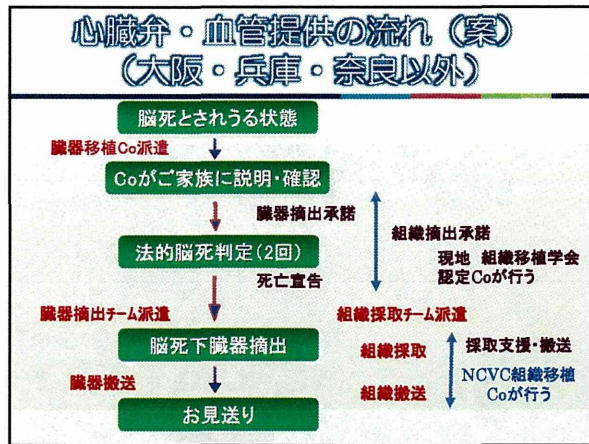 心臓弁・血管提供の流れ（案）
（大阪・兵庫・奈良以外）
脳死とされうる状態
臓器移植Co派遣
Coがご家族に説明・確認
臓器摘出承諾
組織摘出承諾
現地 組織移植学会
認定Coが行う
法的脳死判定(2回)
死亡宣告
臓器摘出チーム派遣
組織採取チーム派遣
脳死下臓器摘出
組織採取
採取支援・搬送
臓器搬送
NCVC組織移植
Coが行う
組織搬送
お見送り